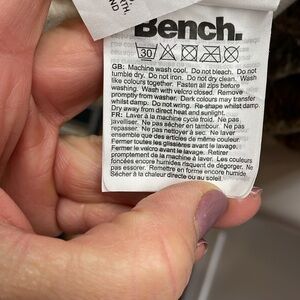 Bench.
30
GB: Machine wash cool. Do not bleach. Do not
tumble dry. Do not iron. Do not dry clean. Wash
like colours together. Fasten all zips before
washing. Wash with velcro closed. Remove
promptly from washer. Dark colours may transfer
whilst damp. Do not wring. Re-shape whilst damp.
Dry away from direct heat and sunlight.
FR: Laver à la machine cycle froid. Ne pas
javelliser. Ne pas sécher en tambour. Ne pas
repasser. Ne pas nettoyer à sec. Ne laver
ensemble que des articles de même couleur.
Fermer toutes les glissières avant le lavage.
Fermer le velcro avant le lavage. Retirer
promptement de la machine à laver. Les couleurs
foncées encore humides risquent de dégorger. Ne
pas essorer. Remettre en forme encore humide.
Sécher à la chaleur directe ou au soleil.